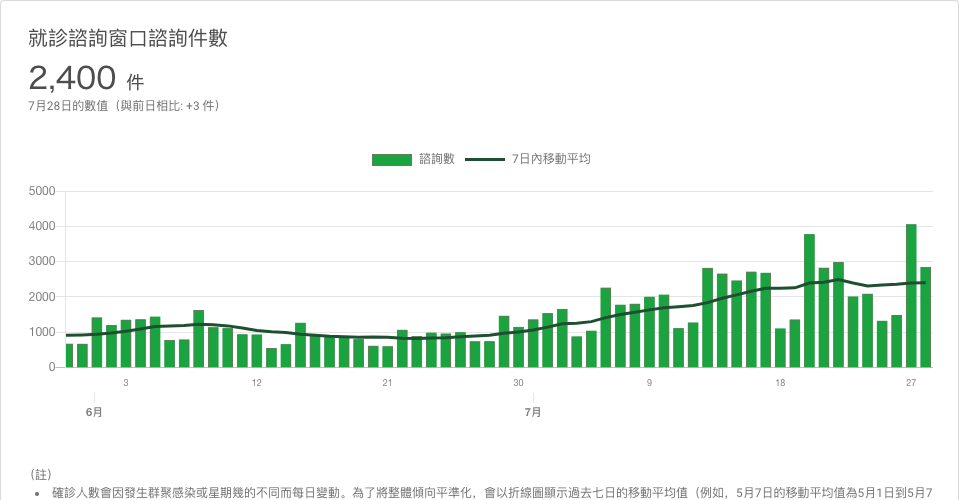 就診諮詢窗口諮詢件數
2,400 件
7月28日的數值（與前日相比: +3 件）
諮詢數 7日內移動平均
5000
4000
3000
2000
1000
0
3 12 21 30 9 18 27
6月 7月
（註）
• 確診人數會因發生群聚感染或星期幾的不同而每日變動。為了將整體傾向平準化，會以折線圖顯示過去七日的移動平均值（例如，5月7日的移動平均值為5月1日到5月7